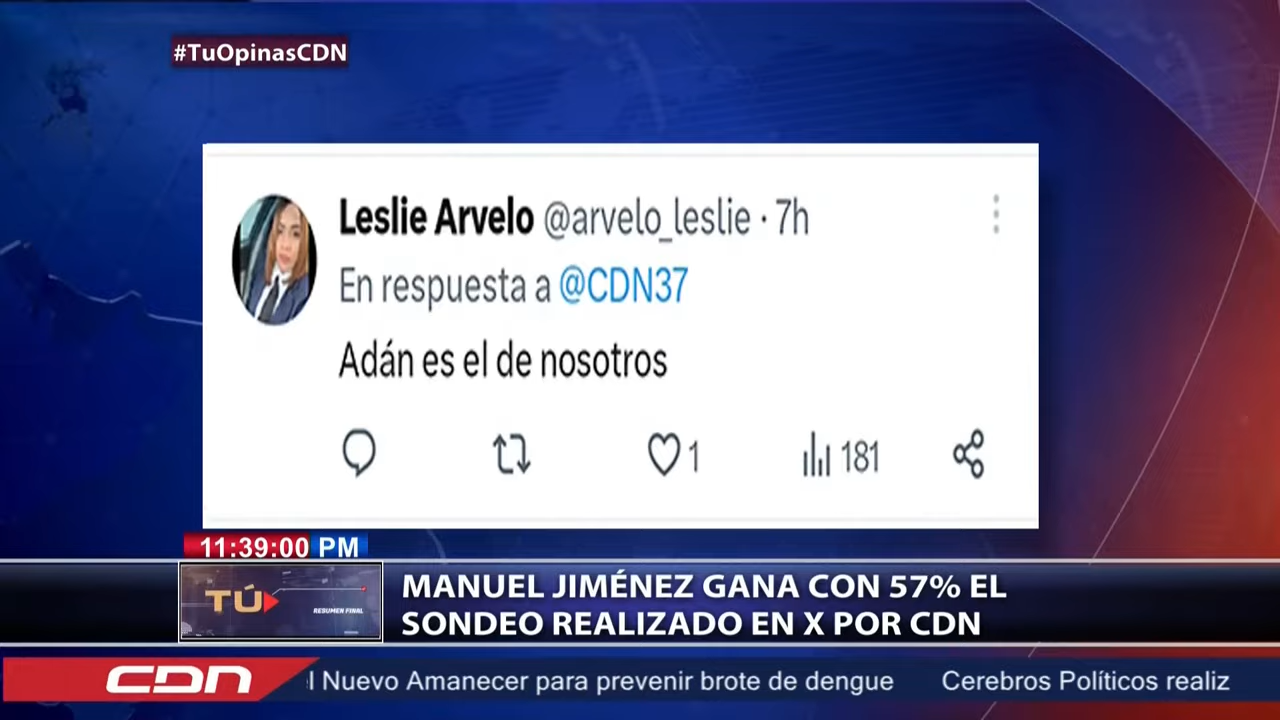 #TuOpinasCDN
Leslie Arvelo @arvelo_leslie · 7h
En respuesta a @CDN37
Adán es el de nosotros
1
181
11:39:00 PM
TÚ
RESUMEN FINAL
MANUEL JIMÉNEZ GANA CON 57% EL
SONDEO REALIZADO EN X POR CDN
CDN
l Nuevo Amanecer para prevenir brote de dengue Cerebros Políticos realiz